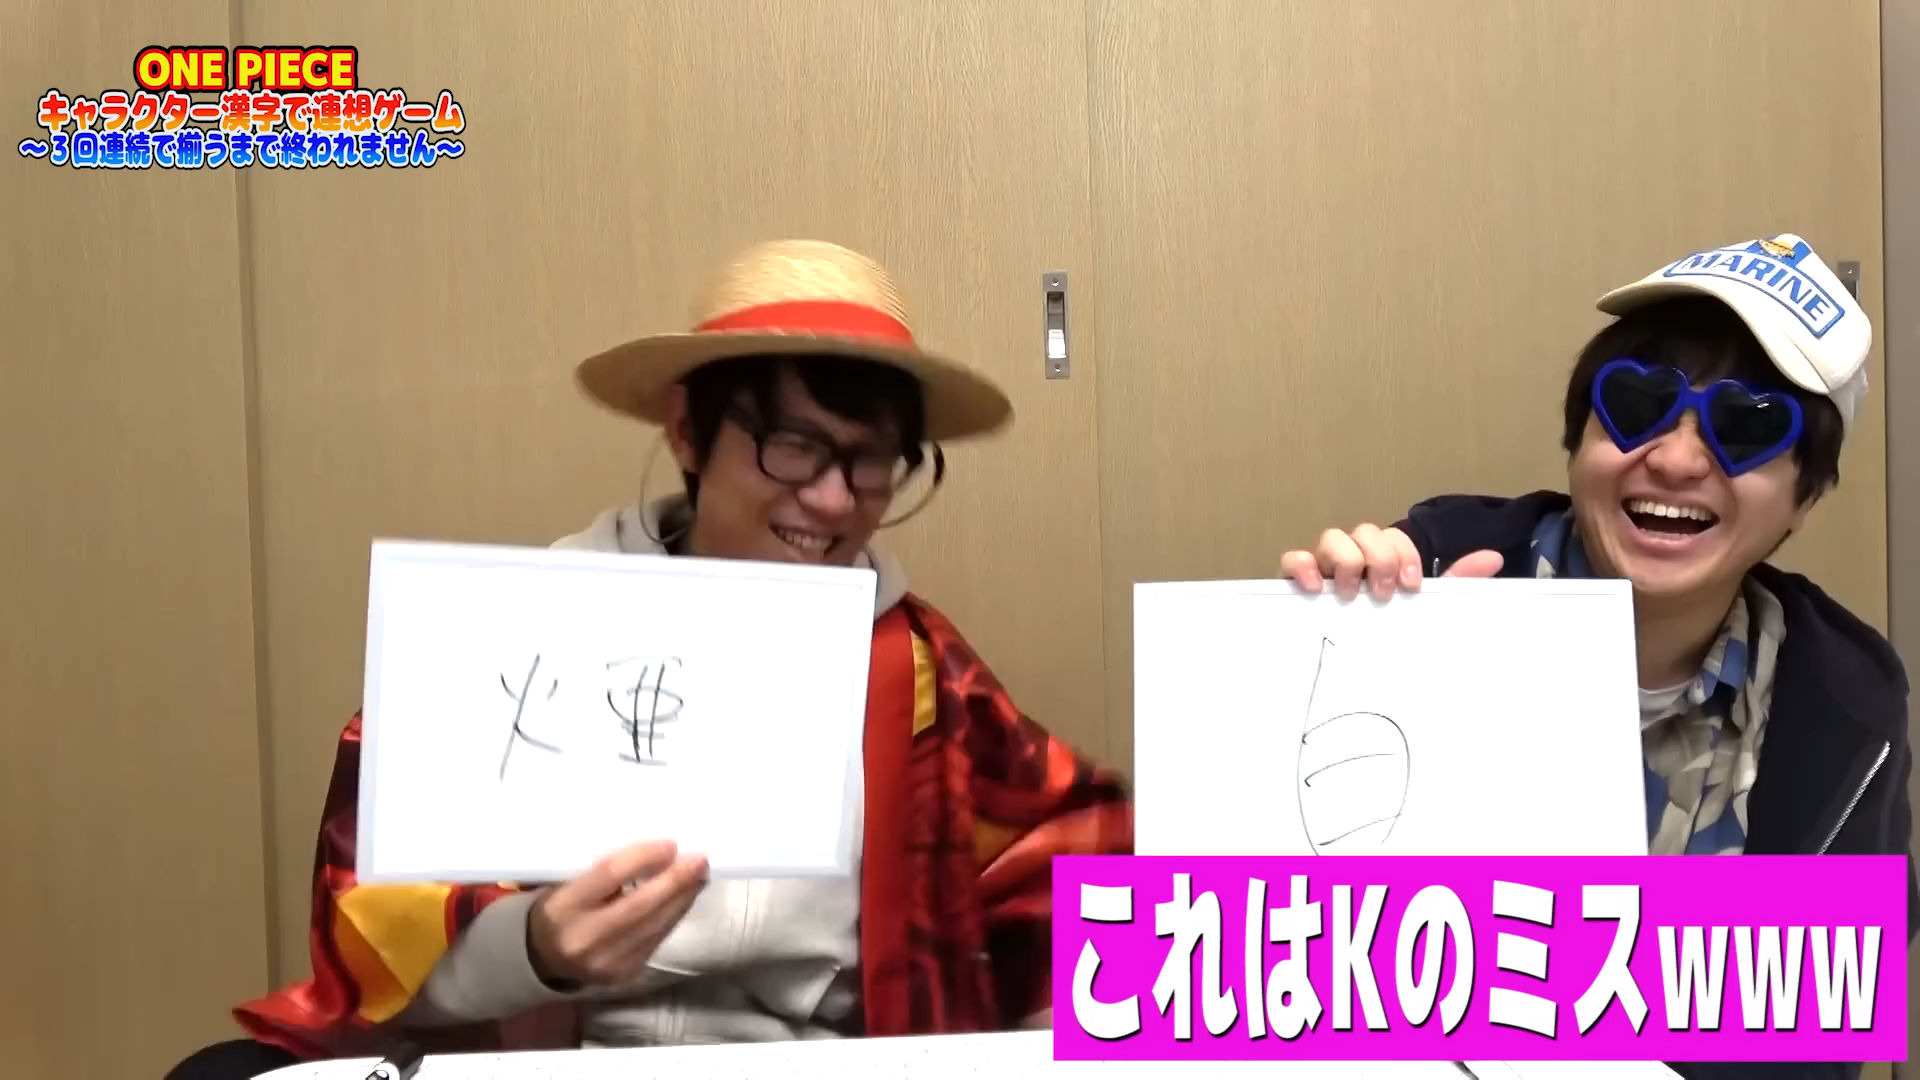 ONE PIECE
キャラクター漢字で連想ゲーム
～3回連続で揃うまで終われません～
MARINE
白
これはKのミスwww